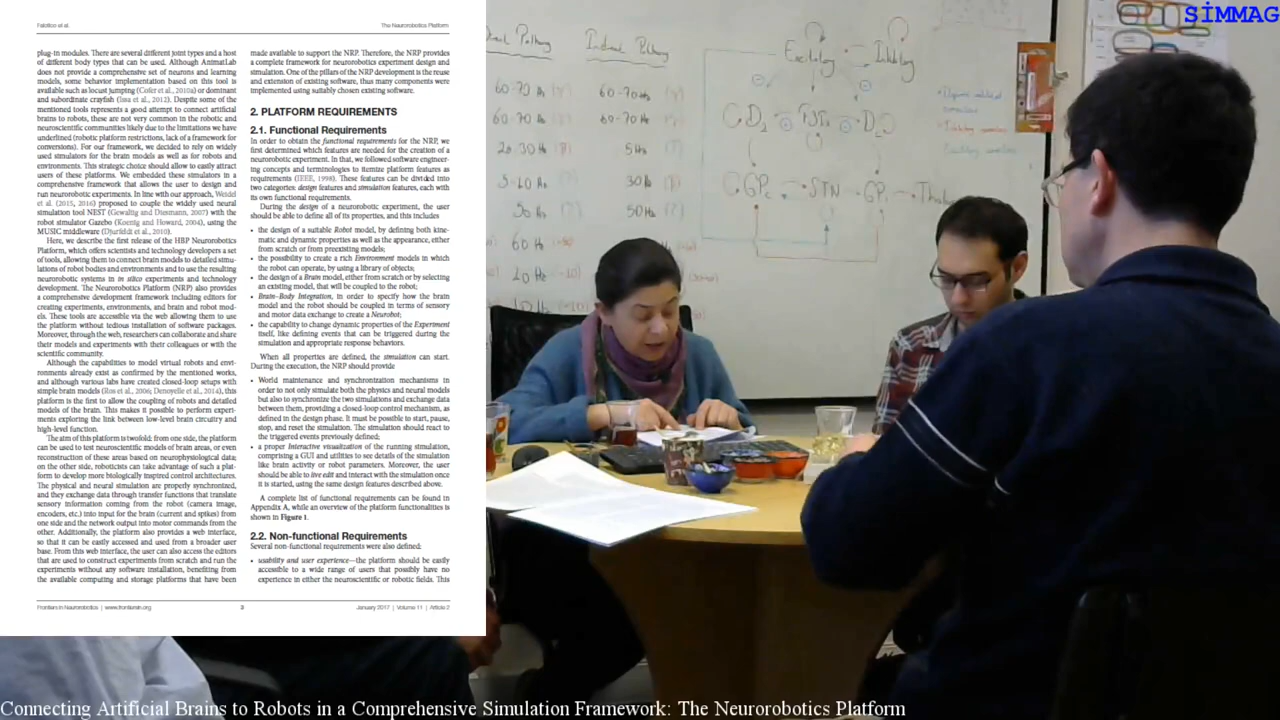 Falotico et al.
The Neurorobotics Platform
plug-in modules. There are several different joint types and a host
of different body types that can be used. Although AnimatLab
does not provide a comprehensive set of neurons and learning
models, some behavior implementation based on this tool is
available such as locust jumping (Cofer et al., 2010a) or dominant
and subordinate crayfish (Issa et al., 2012). Despite some of the
mentioned tools represents a good attempt to connect artificial
brains to robots, these are not very common in the robotic and
neuroscientific communities likely due to the limitations we have
underlined (robotic platform restrictions, lack of a framework for
conversions). For our framework, we decided to rely on widely
used simulators for the brain models as well as for robots and
environments. This strategic choice should allow to easily attract
users of these platforms. We embedded these simulators in a
comprehensive framework that allows the user to design and
run neurorobotic experiments. In line with our approach, Weidel
et al. (2015, 2016) proposed to couple the widely used neural
simulation tool NEST (Gewaltig and Diesmann, 2007) with the
robot simulator Gazebo (Koenig and Howard, 2004), using the
MUSIC middleware (Djurfeldt et al., 2010).
Here, we describe the first release of the HBP Neurorobotics
Platform, which offers scientists and technology developers a set
of tools, allowing them to connect brain models to detailed simu-
lations of robot bodies and environments and to use the resulting
neurorobotic systems in in silico experiments and technology
development. The Neurorobotics Platform (NRP) also provides
a comprehensive development framework including editors for
creating experiments, environments, and brain and robot mod-
els. These tools are accessible via the web allowing them to use
the platform without tedious installation of software packages.
Moreover, through the web, researchers can collaborate and share
their models and experiments with their colleagues or with the
scientific community.
Although the capabilities to model virtual robots and envi-
ronments already exist as confirmed by the mentioned works,
and although various labs have created closed-loop setups with
simple brain models (Ros et al., 2006; Denoyelle et al., 2014), this
platform is the first to allow the coupling of robots and detailed
models of the brain. This makes it possible to perform experi-
ments exploring the link between low-level brain circuitry and
high-level function.
The aim of this platform is twofold: from one side, the platform
can be used to test neuroscientific models of brain areas, or even
reconstruction of these areas based on neurophysiological data;
on the other side, roboticists can take advantage of such a plat-
form to develop more biologically inspired control architectures.
The physical and neural simulation are properly synchronized,
and they exchange data through transfer functions that translate
sensory information coming from the robot (camera image,
encoders, etc.) into input for the brain (current and spikes) from
one side and the network output into motor commands from the
other. Additionally, the platform also provides a web interface,
so that it can be easily accessed and used from a broader user
base. From this web interface, the user can also access the editors
that are used to construct experiments from scratch and run the
experiments without any software installation, benefiting from
the available computing and storage platforms that have been
made available to support the NRP. Therefore, the NRP provides
a complete framework for neurorobotics experiment design and
simulation. One of the pillars of the NRP development is the reuse
and extension of existing software, thus many components were
implemented using suitably chosen existing software.
2. PLATFORM REQUIREMENTS
2.1. Functional Requirements
In order to obtain the functional requirements for the NRP, we
first determined which features are needed for the creation of a
neurorobotic experiment. In that, we followed software engineer-
ing concepts and terminologies to itemize platform features as
requirements (IEEE, 1998). These features can be divided into
two categories: design features and simulation features, each with
its own functional requirements.
During the design of a neurorobotic experiment, the user
should be able to define all of its properties, and this includes
• the design of a suitable Robot model, by defining both kine-
matic and dynamic properties as well as the appearance, either
from scratch or from preexisting models;
• the possibility to create a rich Environment models in which
the robot can operate, by using a library of objects;
• the design of a Brain model, either from scratch or by selecting
an existing model, that will be coupled to the robot;
• Brain–Body Integration, in order to specify how the brain
model and the robot should be coupled in terms of sensory
and motor data exchange to create a Neurobot;
• the capability to change dynamic properties of the Experiment
itself, like defining events that can be triggered during the
simulation and appropriate response behaviors.
When all properties are defined, the simulation can start.
During the execution, the NRP should provide
• World maintenance and synchronization mechanisms in
order to not only simulate both the physics and neural models
but also to synchronize the two simulations and exchange data
between them, providing a closed-loop control mechanism, as
defined in the design phase. It must be possible to start, pause,
stop, and reset the simulation. The simulation should react to
the triggered events previously defined;
• a proper Interactive visualization of the running simulation,
comprising a GUI and utilities to see details of the simulation
like brain activity or robot parameters. Moreover, the user
should be able to live edit and interact with the simulation once
it is started, using the same design features described above.
A complete list of functional requirements can be found in
Appendix A, while an overview of the platform functionalities is
shown in Figure 1.
2.2. Non-functional Requirements
Several non-functional requirements were also defined:
• usability and user experience—the platform should be easily
accessible to a wide range of users that possibly have no
experience in either the neuroscientific or robotic fields. This
Frontiers in Neurorobotics | www.frontiersin.org
3
January 2017 | Volume 11 | Article 2
SİMMAG
Pathway
Indirect Pathway
60-70 Hz
60-70 Hz
60-70 Hz
20-30 Hz
5 Hz
30 Hz
50 Hz
60 Hz
STN
Connecting Artificial Brains to Robots in a Comprehensive Simulation Framework: The Neurorobotics Platform